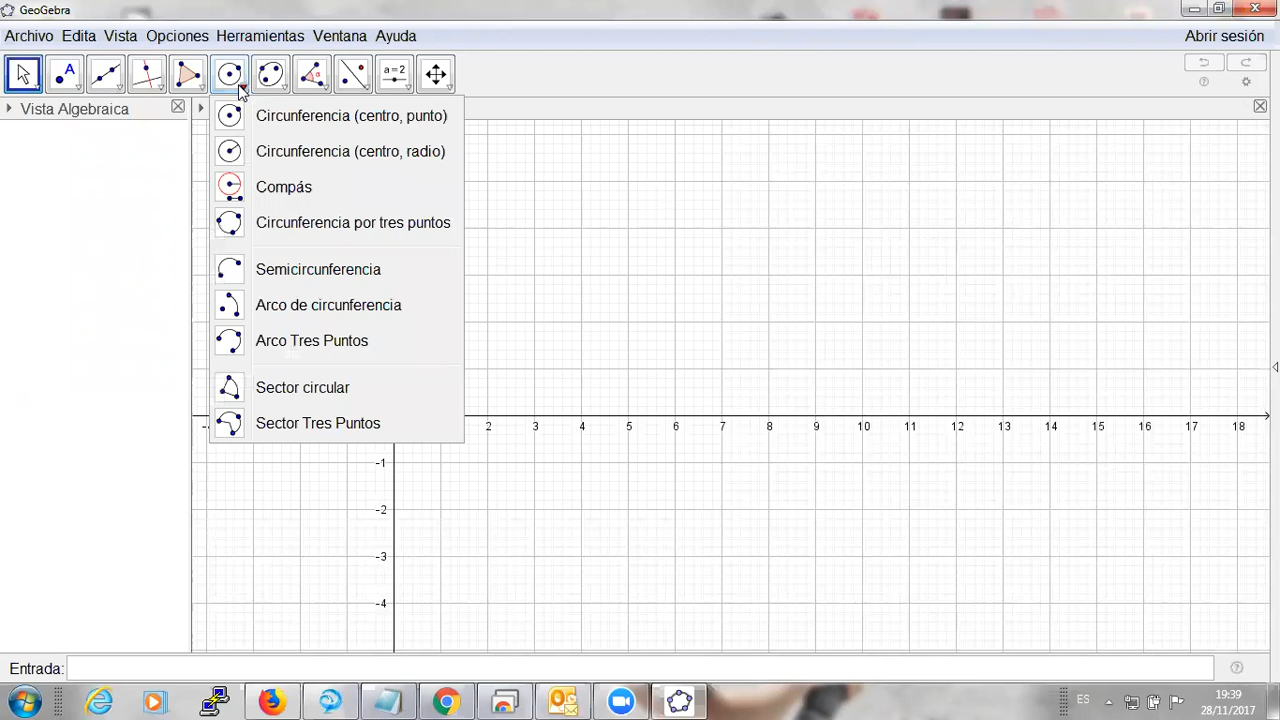 GeoGebra
Archivo Edita Vista Opciones Herramientas Ventana Ayuda Abrir sesión
A α a=2
Vista Algebraica
Circunferencia (centro, punto)
Circunferencia (centro, radio)
Compás
Circunferencia por tres puntos
Semicircunferencia
Arco de circunferencia
Arco Tres Puntos
Sector circular
Sector Tres Puntos
2 3 4 5 6 7 8 9 10 11 12 13 14 15 16 17 18
-1
-2
-3
-4
Entrada:
ES 19:39
28/11/2017